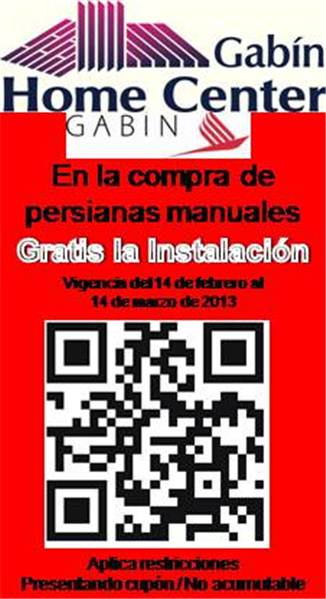 Gabín
Home Center
GABIN
En la compra de
persianas manuales
Gratis la Instalación
Vigencia del 14 de febrero al
14 de marzo de 2013
Aplica restricciones
Presentando cupón / No acumutable